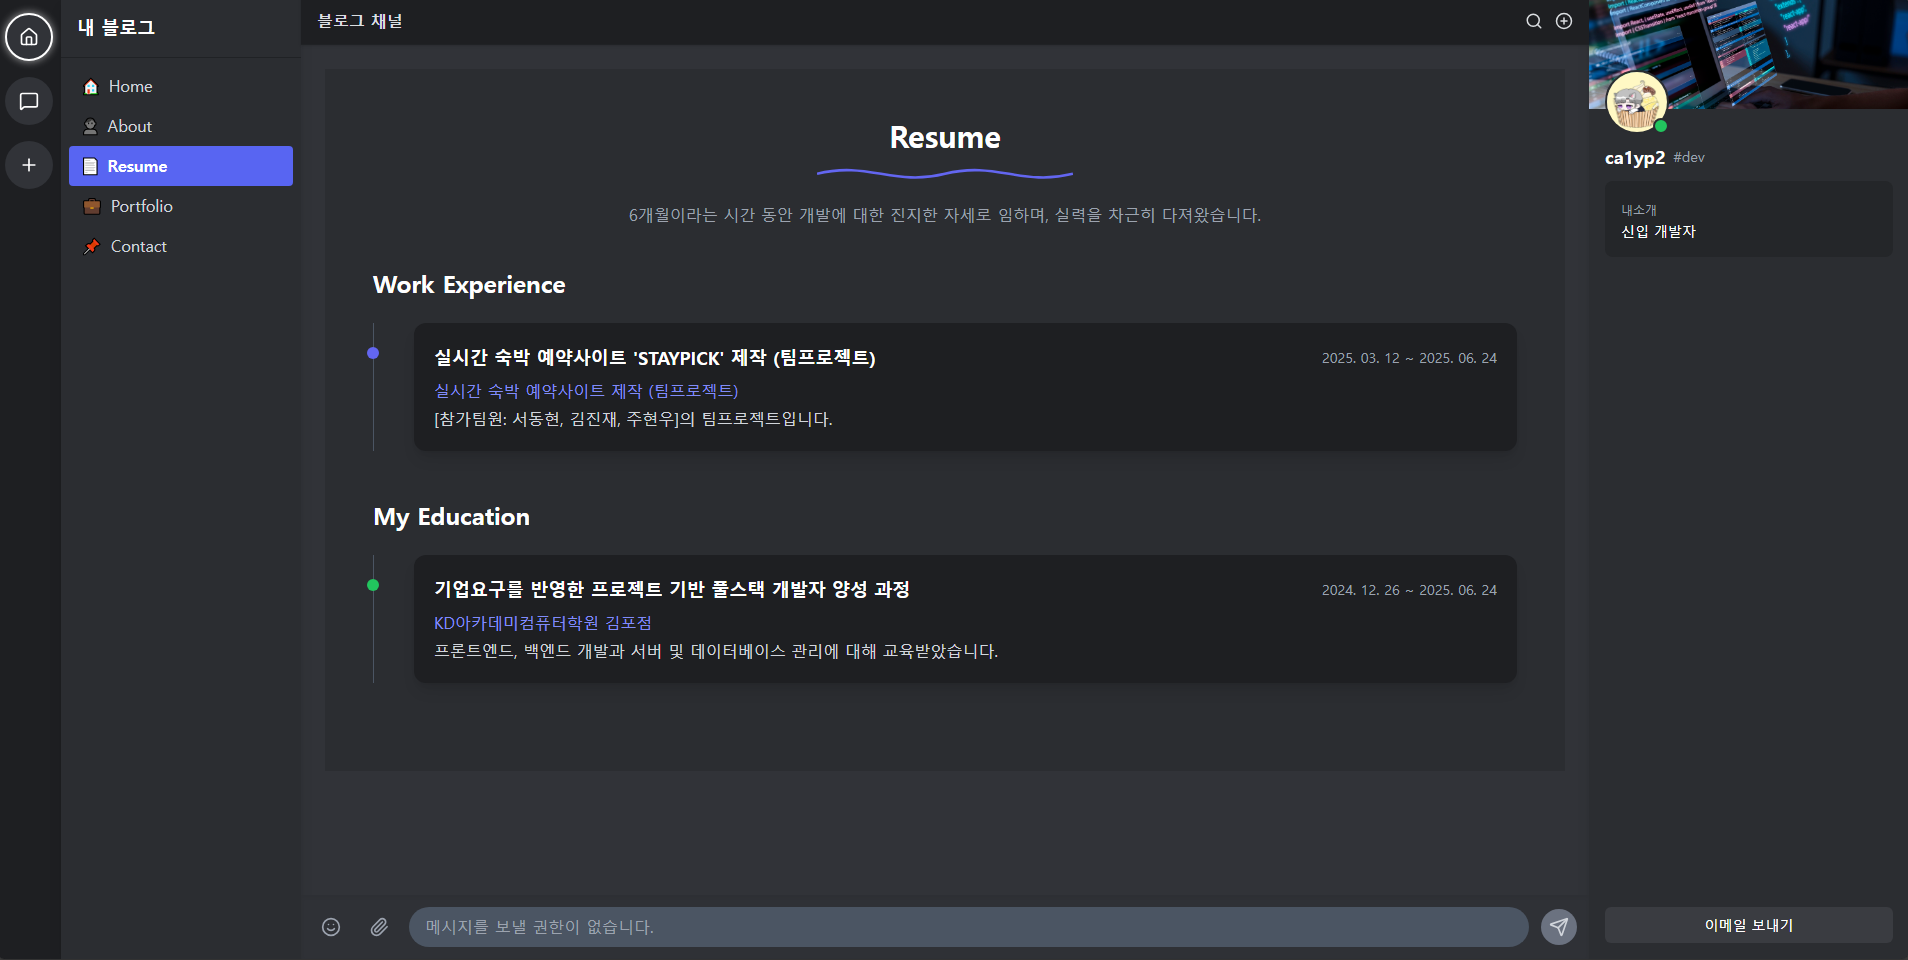 내 블로그
Home
About
Resume
Portfolio
Contact
블로그 채널
Resume
6개월이라는 시간 동안 개발에 대한 진지한 자세로 임하며, 실력을 차근히 다져왔습니다.
Work Experience
실시간 숙박 예약사이트 'STAYPICK' 제작 (팀프로젝트)
2025. 03. 12 ~ 2025. 06. 24
실시간 숙박 예약사이트 제작 (팀프로젝트)
[참가팀원: 서동현, 김진재, 주현우]의 팀프로젝트입니다.
My Education
기업요구를 반영한 프로젝트 기반 풀스택 개발자 양성 과정
2024. 12. 26 ~ 2025. 06. 24
KD아카데미컴퓨터학원 김포점
프론트엔드, 백엔드 개발과 서버 및 데이터베이스 관리에 대해 교육받았습니다.
메시지를 보낼 권한이 없습니다.
ca1yp2 #dev
내소개
신입 개발자
이메일 보내기